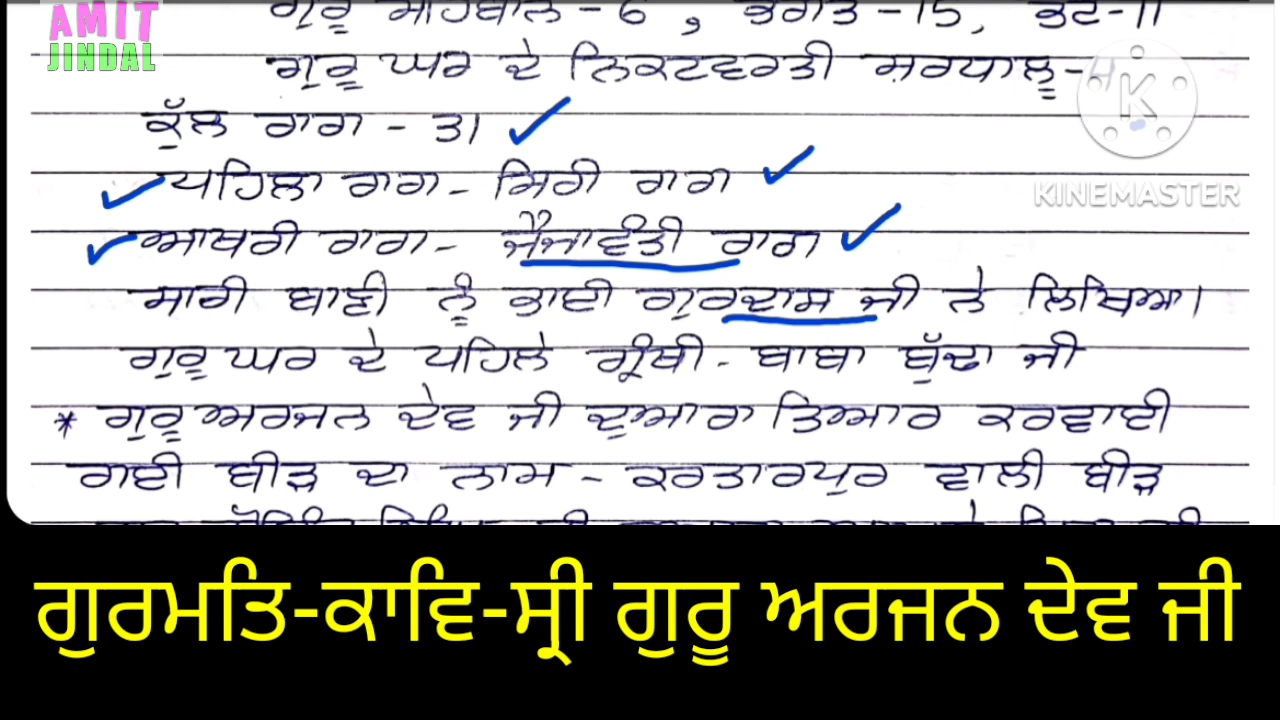 AMIT
JINDAL
ਗੁਰੂ ਸਾਹਿਬਾਨ - 6 , ਭਗਤ - 15, ਭੱਟ - 11
ਗੁਰੂ ਘਰ ਦੇ ਨਿਕਟਵਰਤੀ ਸ਼ਰਧਾਲੂ -
ਕੁੱਲ ਰਾਗ - 31
ਪਹਿਲਾ ਰਾਗ - ਸਿਰੀ ਰਾਗ
KINEMASTER
ਆਖਰੀ ਰਾਗ - ਜੈਜਾਵੰਤੀ ਰਾਗ
ਸਾਰੀ ਬਾਣੀ ਨੂੰ ਭਾਈ ਗੁਰਦਾਸ ਜੀ ਨੇ ਲਿਖਿਆ।
ਗੁਰੂ ਘਰ ਦੇ ਪਹਿਲੇ ਗ੍ਰੰਥੀ - ਬਾਬਾ ਬੁੱਢਾ ਜੀ
* ਗੁਰੂ ਅਰਜਨ ਦੇਵ ਜੀ ਦੁਆਰਾ ਤਿਆਰ ਕਰਵਾਈ
ਗਈ ਬੀੜ ਦਾ ਨਾਮ - ਕਰਤਾਰਪੁਰ ਵਾਲੀ ਬੀੜ
ਗੁਰਮਤਿ-ਕਾਵਿ-ਸ੍ਰੀ ਗੁਰੂ ਅਰਜਨ ਦੇਵ ਜੀ